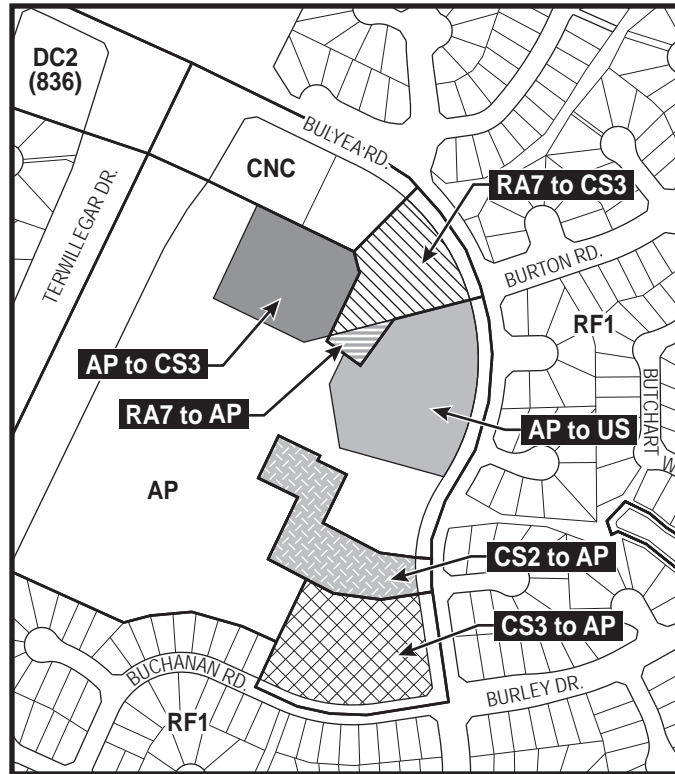 DC2
(836)
BULYEA RD.
CNC
TERWILLEGAR DR.
RA7 to CS3
BURTON RD.
RF1
AP to CS3
BUTCHART
RA7 to AP
AP to US
W
AP
CS2 to AP
CS3 to AP
BUCHANAN RD.
BURLEY DR.
RF1